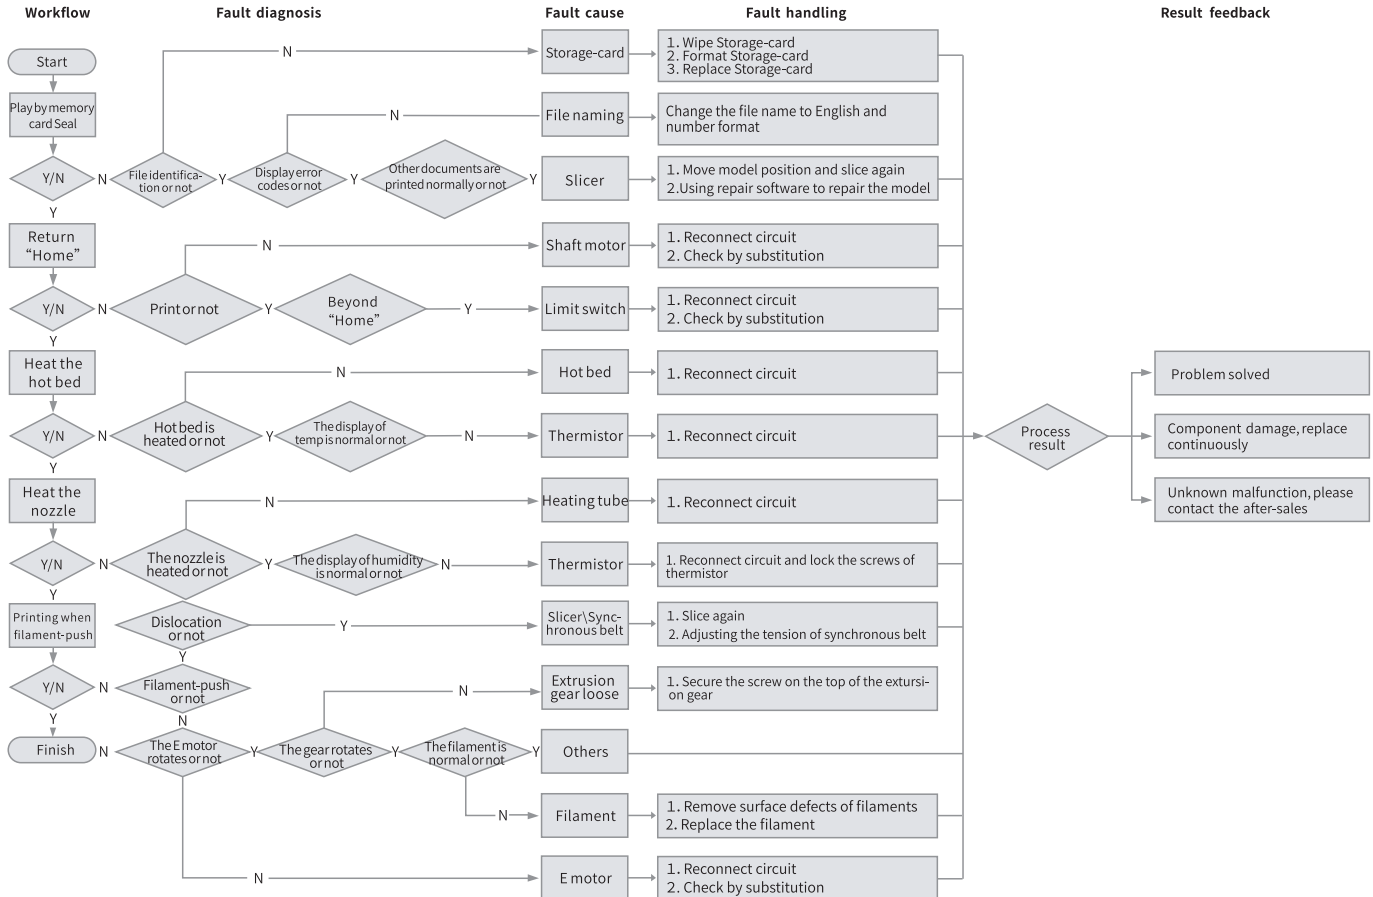 Workflow
Fault diagnosis
Fault cause
Fault handling
Result feedback
Start
N
Storage-card
1. Wipe Storage-card
2. Format Storage-card
3. Replace Storage-card
Play by memory
card Seal
N
File naming
Change the file name to English and
number format
Y/N
N
File identifica-
tion or not
Y
Display error
codes or not
Y
Other documents are
printed normally or not
Y
Slicer
1. Move model position and slice again
2.Using repair software to repair the model
Y
Return
“Home”
N
Shaft motor
1. Reconnect circuit
2. Check by substitution
Y/N
N
Print or not
Y
Beyond
“Home”
Y
Limit switch
1. Reconnect circuit
2. Check by substitution
Y
Heat the
hot bed
N
Hot bed
1. Reconnect circuit
Problem solved
Y/N
N
Hot bed is
heated or not
Y
The display of
temp is normal or not
N
Thermistor
1. Reconnect circuit
Process
result
Component damage, replace
continuously
Y
Heat the
nozzle
N
Heating tube
1. Reconnect circuit
Unknown malfunction, please
contact the after-sales
Y/N
N
The nozzle is
heated or not
Y
The display of humidity
is normal or not
N
Thermistor
1. Reconnect circuit and lock the screws of
thermistor
Y
Printing when
filament-push
Dislocation
or not
Y
Slicer\Sync-
hronous belt
1. Slice again
2. Adjusting the tension of synchronous belt
Y
Y/N
N
Filament-push
or not
N
Extrusion
gear loose
1. Secure the screw on the top of the extursi-
on gear
Y
N
Finish
N
The E motor
rotates or not
Y
The gear rotates
or not
Y
The filament is
normal or not
Y
Others
N
Filament
1. Remove surface defects of filaments
2. Replace the filament
N
E motor
1. Reconnect circuit
2. Check by substitution